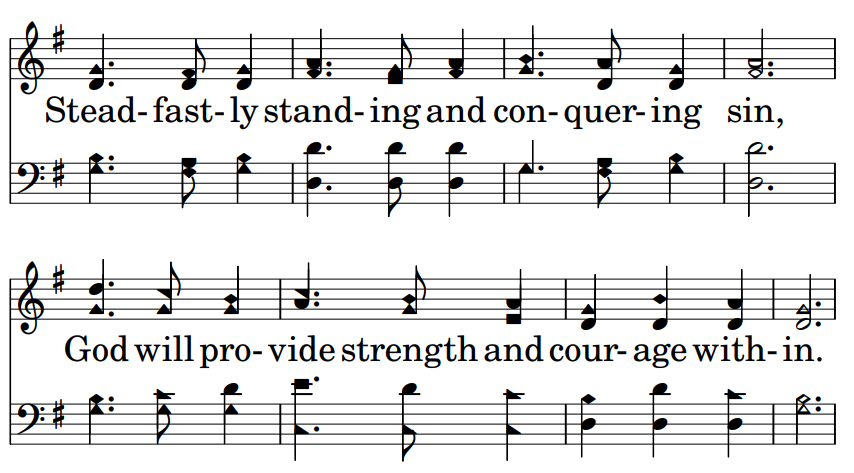 Stead- fast- ly stand- ing and con- quer- ing sin,
God will pro- vide strength and cour- age with- in.